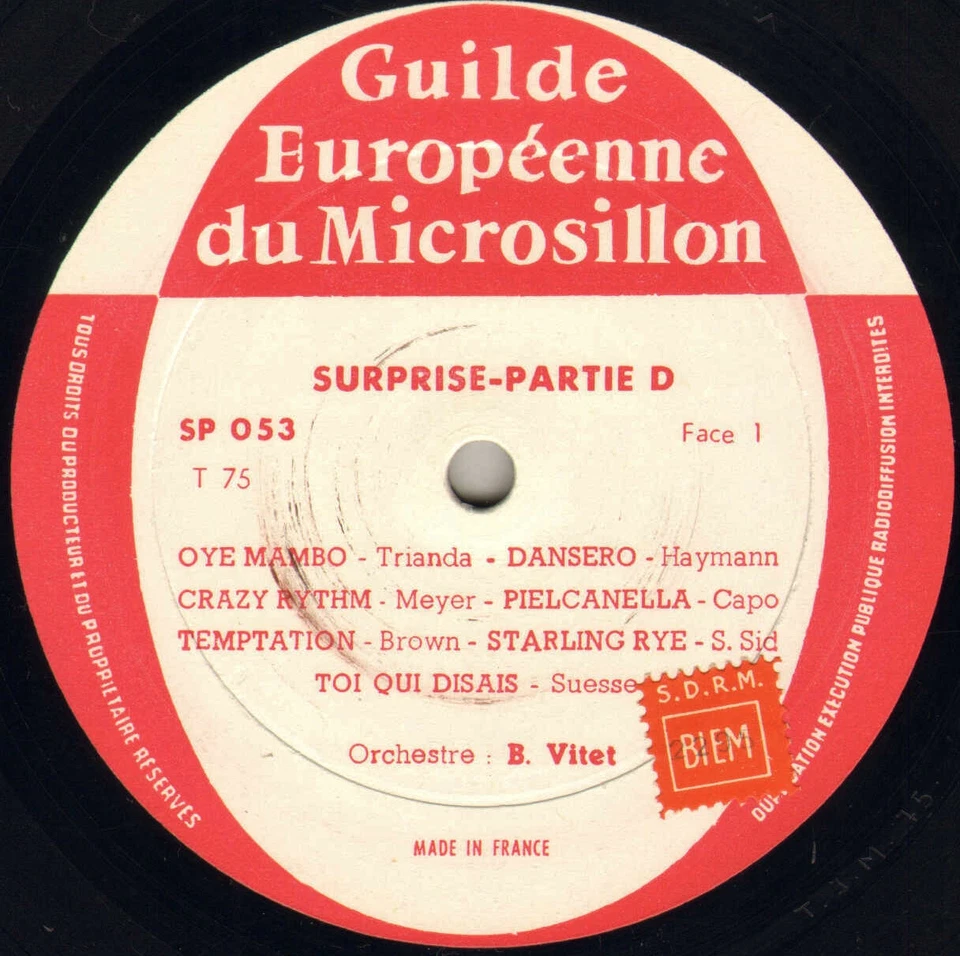 Guilde
Européenne
du Microsillon
SURPRISE-PARTIE D
SP 053
Face 1
T 75
OYE MAMBO - Trianda - DANSERO - Haymann
CRAZY RYTHM - Meyer - PIELCANELLA - Capo
TEMPTATION - Brown - STARLING RYE - S. Sid
TOI QUI DISAIS - Suesse
Orchestre : B. Vitet
S.D.R.M.
BIEM
MADE IN FRANCE
TOUS DROITS DU PRODUCTEUR ET DU PROPRIETAIRE RESERVES
EXECUTION PUBLIQUE RADIODIFFUSION INTERDITES